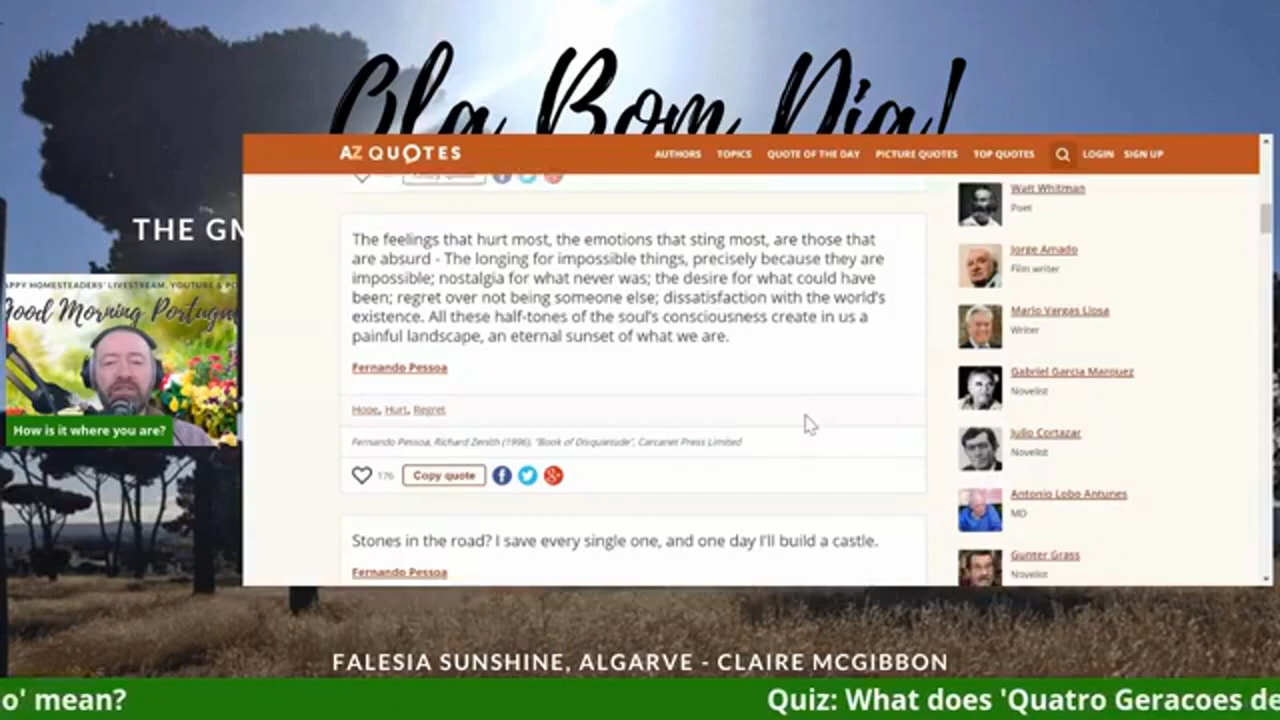 Ola Bom Dia!
AZ QUOTES
AUTHORS TOPICS QUOTE OF THE DAY PICTURE QUOTES TOP QUOTES LOGIN SIGN UP
THE GM
APPY HOMESTEADERS' LIVESTREAM, YOUTUBE &
Good Morning Portugal
How is it where you are?
The feelings that hurt most, the emotions that sting most, are those that
are absurd - The longing for impossible things, precisely because they are
impossible; nostalgia for what never was; the desire for what could have
been; regret over not being someone else; dissatisfaction with the world's
existence. All these half-tones of the soul's consciousness create in us a
painful landscape, an eternal sunset of what we are.
Fernando Pessoa
Hope, Hurt, Regret
Fernando Pessoa, Richard Zenith (1996). "Book of Disquietude", Carcanet Press Limited
176 Copy quote
Stones in the road? I save every single one, and one day I'll build a castle.
Fernando Pessoa
Walt Whitman
Poet
Jorge Amado
Film writer
Mario Vargas Llosa
Writer
Gabriel Garcia Marquez
Novelist
Julio Cortazar
Novelist
Antonio Lobo Antunes
MD
Gunter Grass
Novelist
FALESIA SUNSHINE, ALGARVE - CLAIRE MCGIBBON
o' mean? Quiz: What does 'Quatro Geracoes de